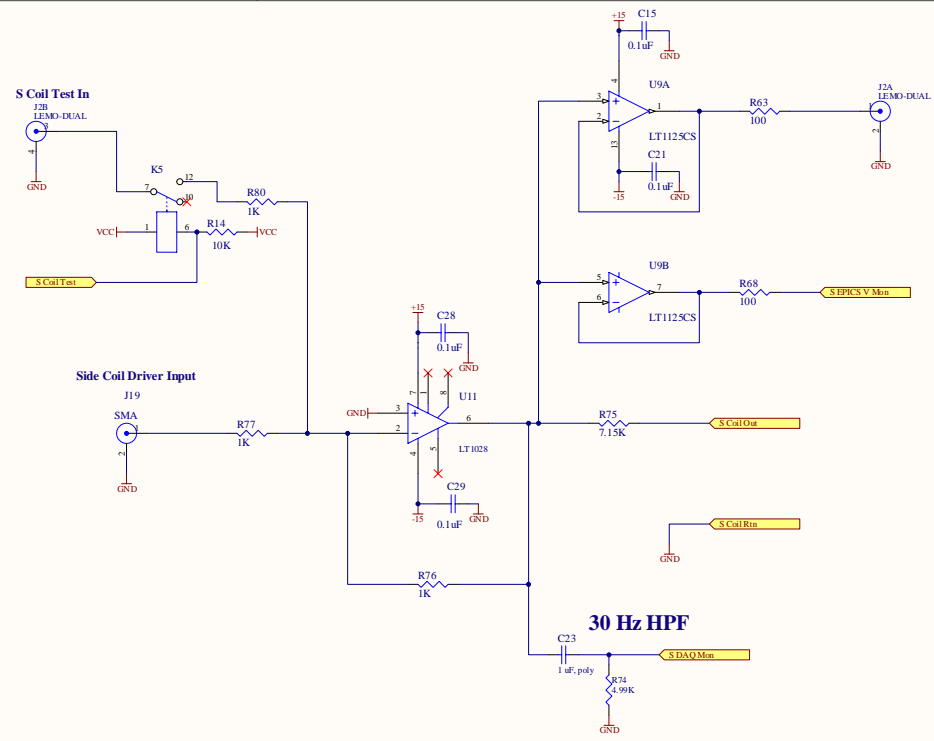 +15
C15
0.1uF
GND
S Coil Test In
J2B
LEMO-DUAL
3
4
GND
U9A
4
3
+
1
2
−
13
LT1125CS
R63
100
J2A
LEMO-DUAL
1
2
GND
C21
0.1uF
-15
GND
K5
12
7
10
R80
1K
VCC
1
6
R14
VCC
10K
S Coil Test
U9B
5
+
7
6
−
LT1125CS
R68
100
S EPICS V Mon
+15
C28
0.1uF
GND
Side Coil Driver Input
J19
SMA
1
2
GND
R77
1K
7
1
8
U11
GND
3
+
6
2
−
LT1028
4
5
C29
-15
0.1uF
GND
R75
7.15K
S Coil Out
S Coil Rtn
GND
R76
1K
30 Hz HPF
C23
1 uF, poly
S DAQ Mon
R74
4.99K
GND